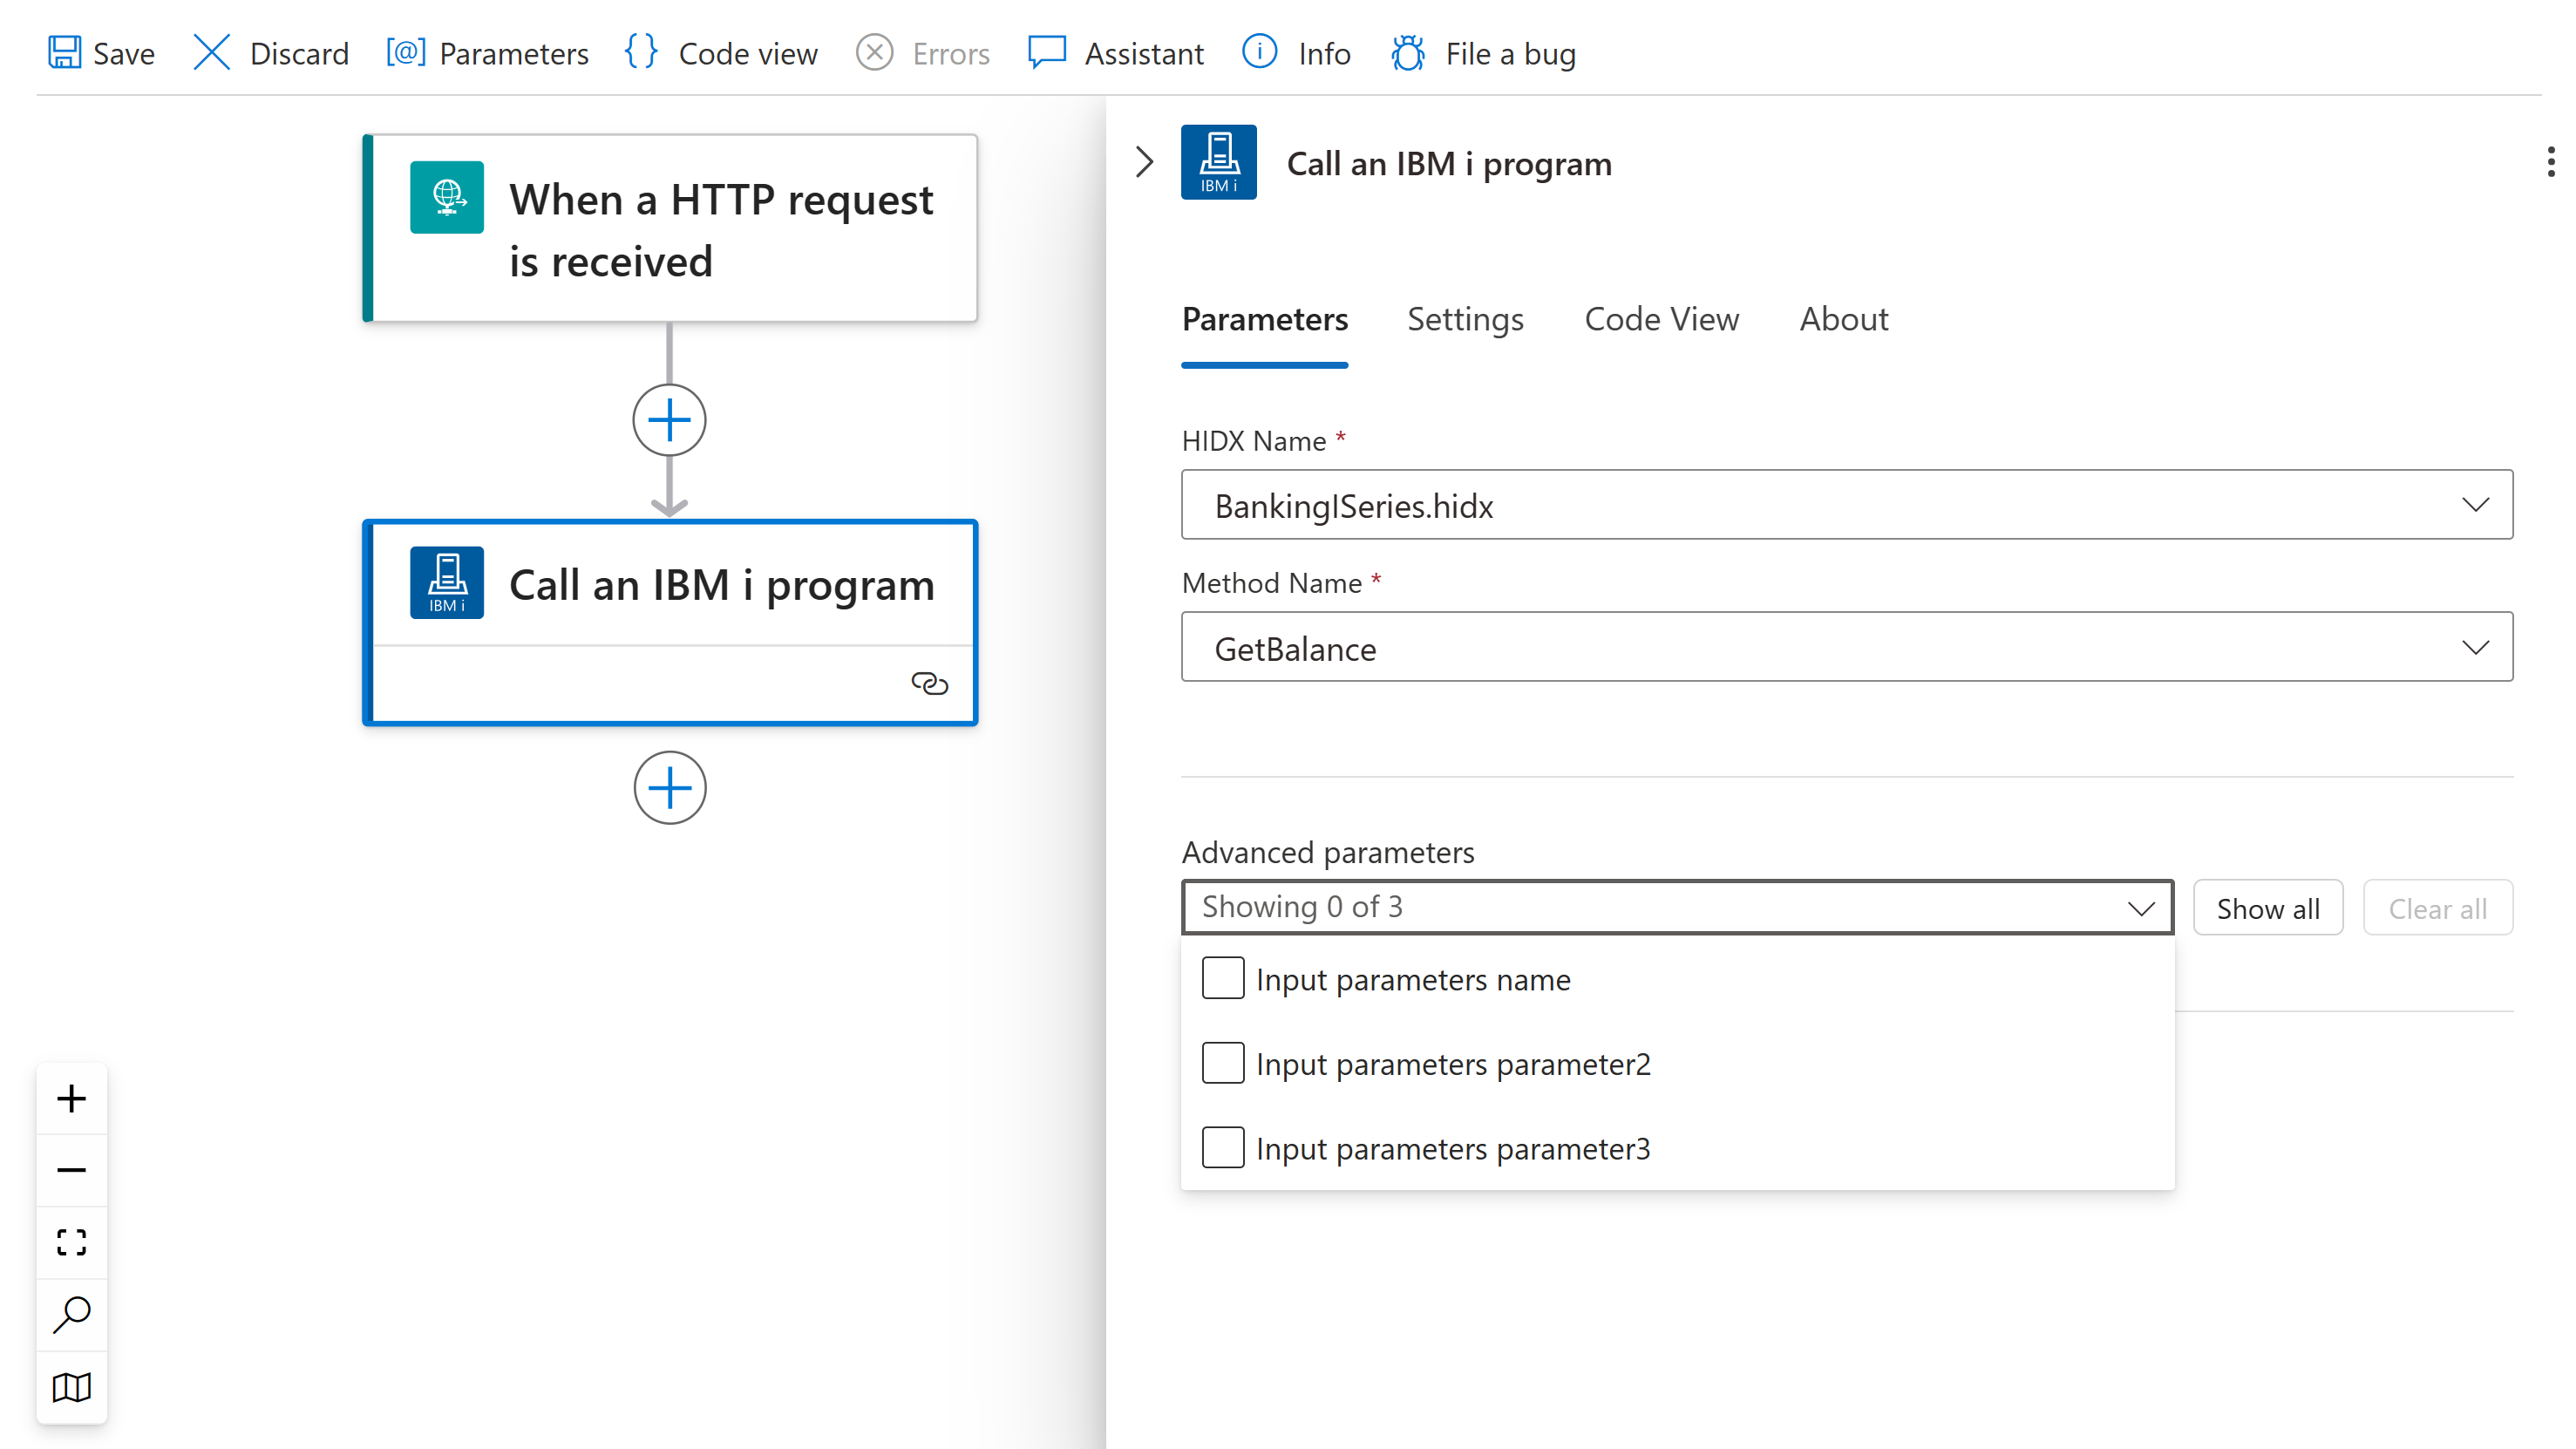 Save Discard [@] Parameters {} Code view Errors Assistant Info File a bug
When a HTTP request
is received
IBM i
Call an IBM i program
IBM i
Call an IBM i program
Parameters Settings Code View About
HIDX Name *
BankingISeries.hidx
Method Name *
GetBalance
Advanced parameters
Showing 0 of 3
Show all
Clear all
Input parameters name
Input parameters parameter2
Input parameters parameter3